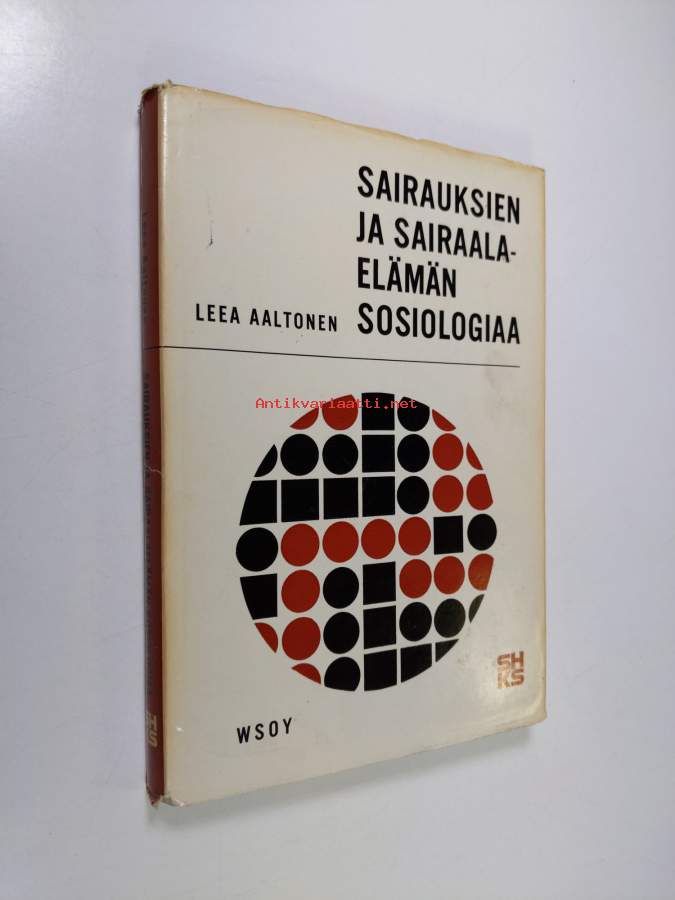 SAIRAUKSIEN
JA SAIRAALA-
ELÄMÄN
SOSIOLOGIAA
LEEA AALTONEN
Antikvariaatti.net
SH
KS
WSOY